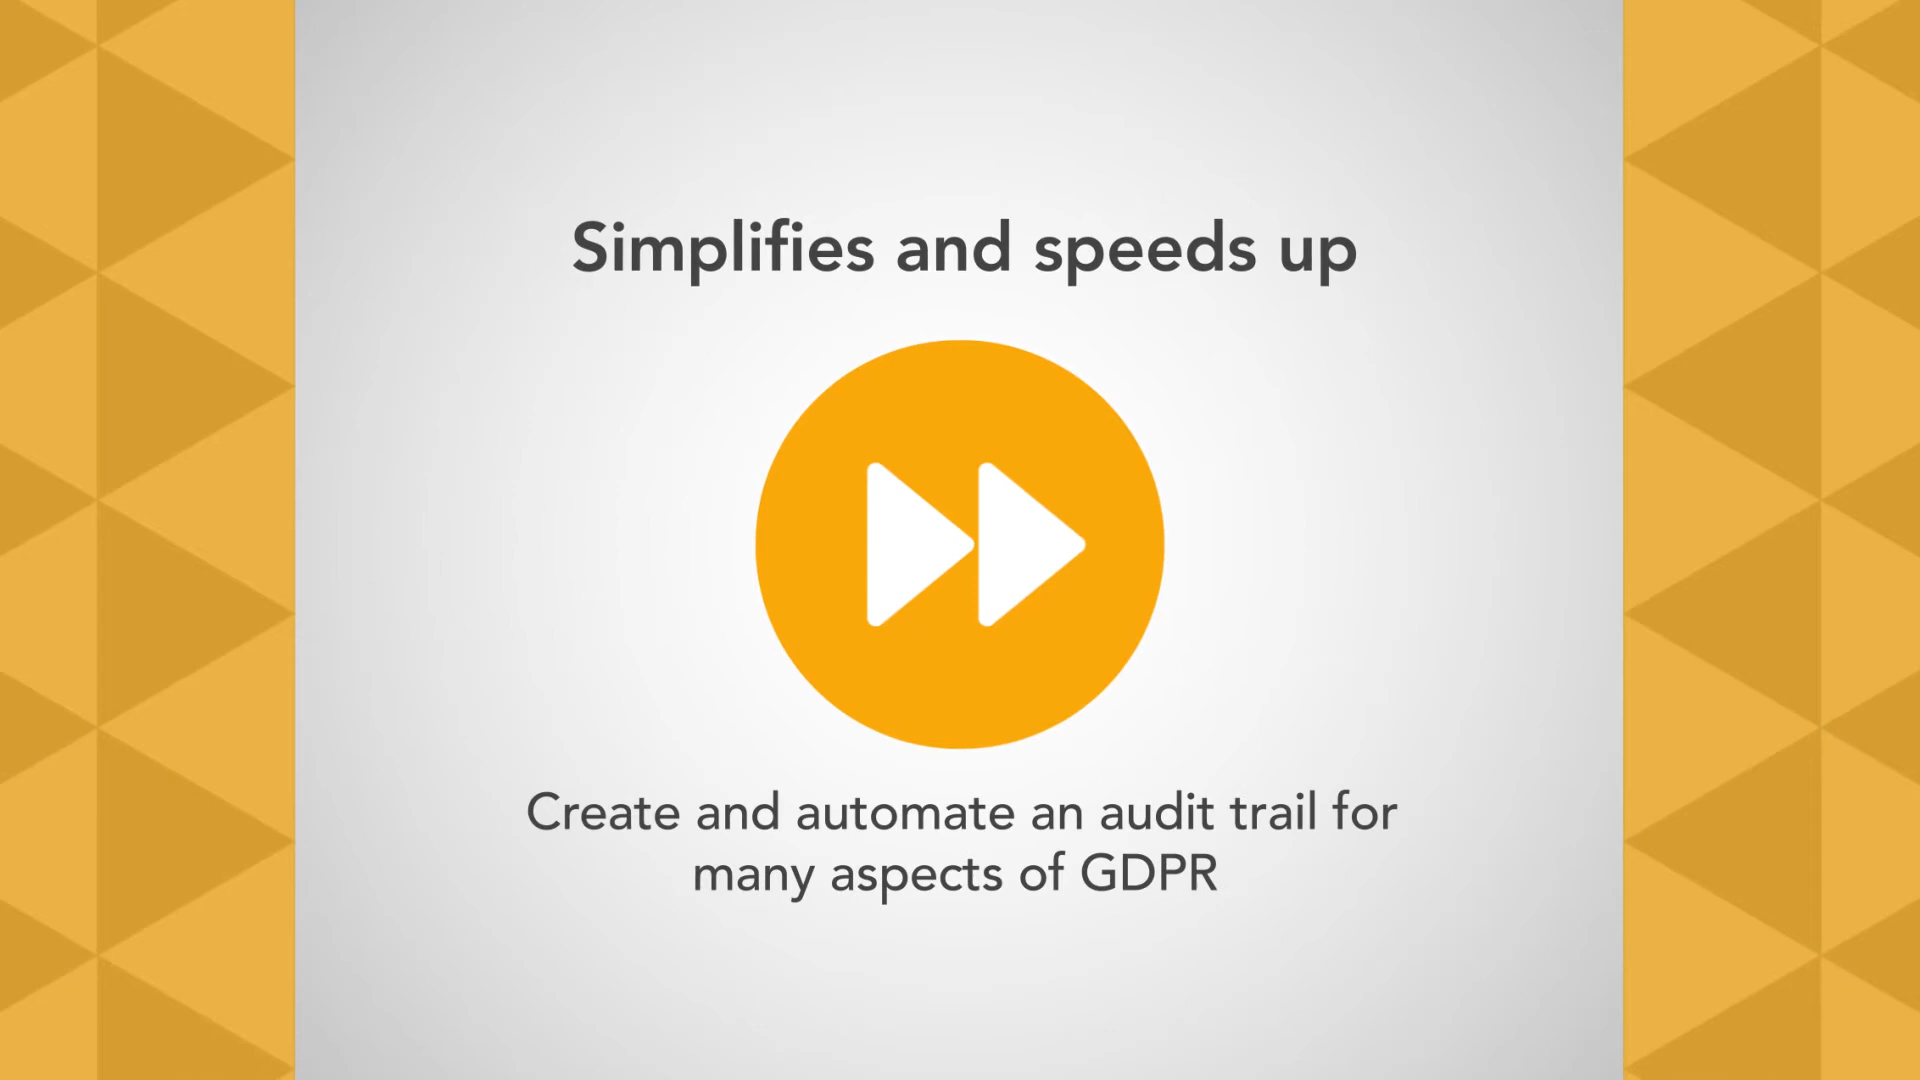 Simplifies and speeds up
Create and automate an audit trail for
many aspects of GDPR